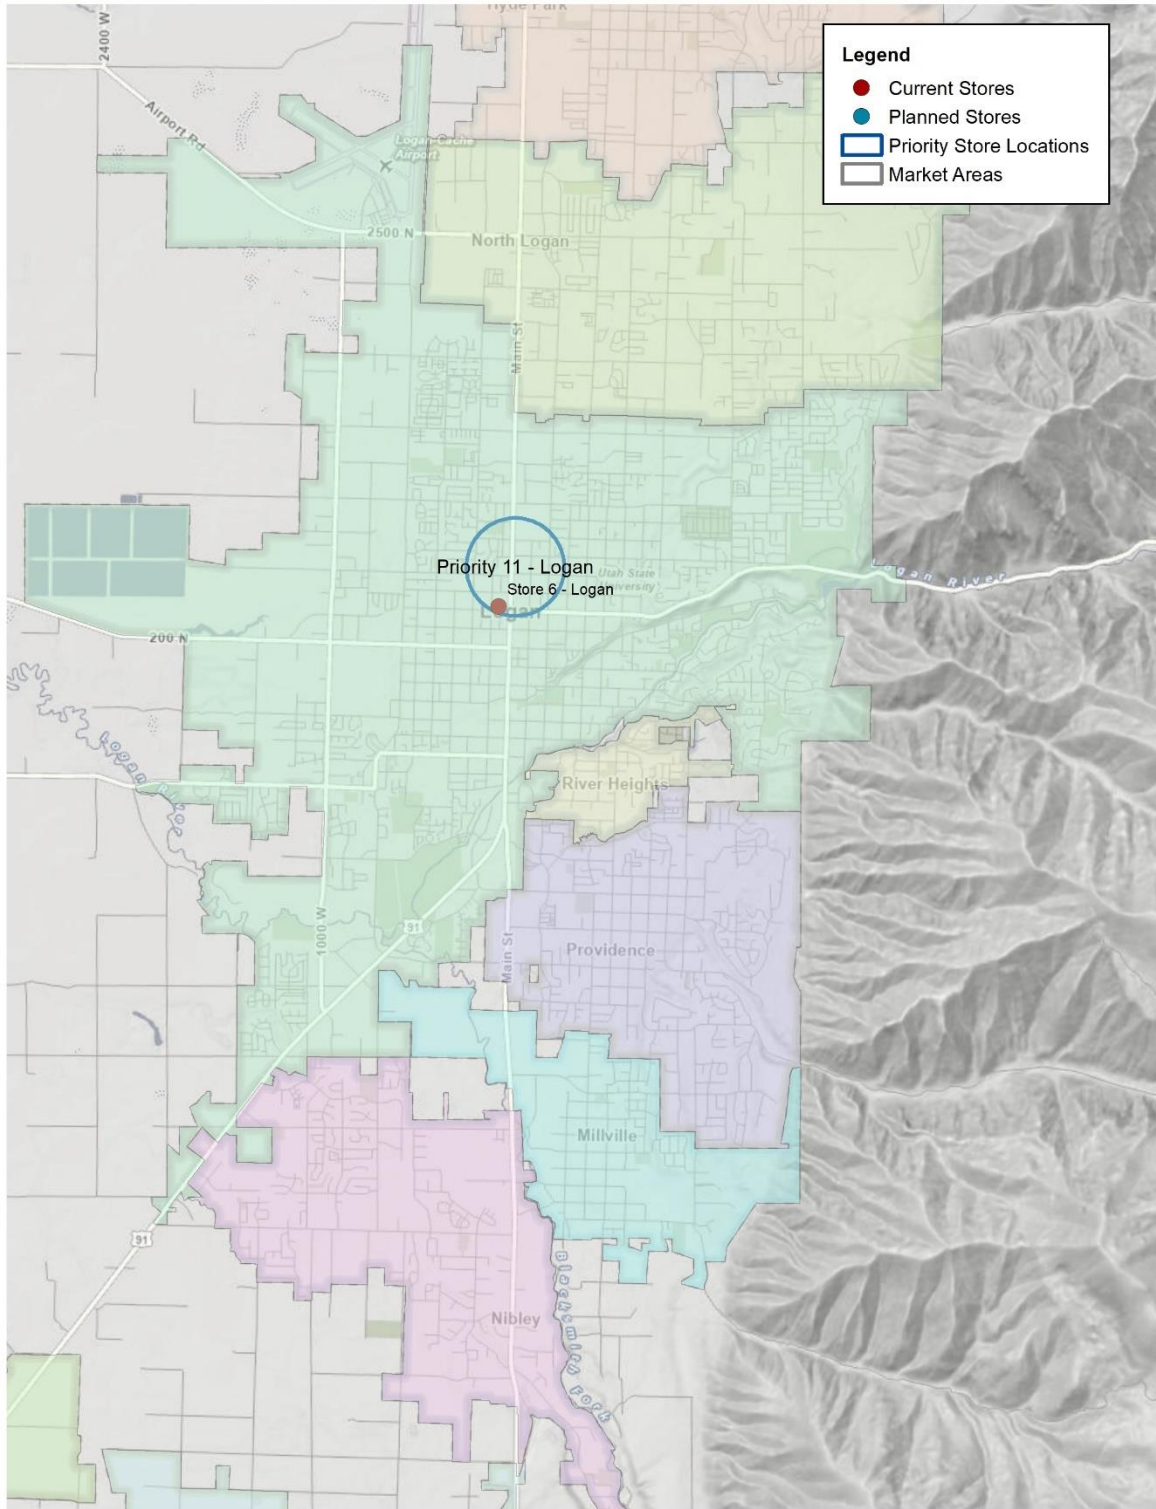 Hyde Park
2400 W
Legend
Current Stores
Planned Stores
Priority Store Locations
Market Areas
Airport Rd
Logan-Cache
Airport
2500 N
North Logan
Main St
Priority 11 - Logan
Utah State
University
Store 6 - Logan
Logan
Logan River
200 N
Logan River
River Heights
91
1000 W
Main St
Providence
Millville
91
Blacksmith Fork
Nibley